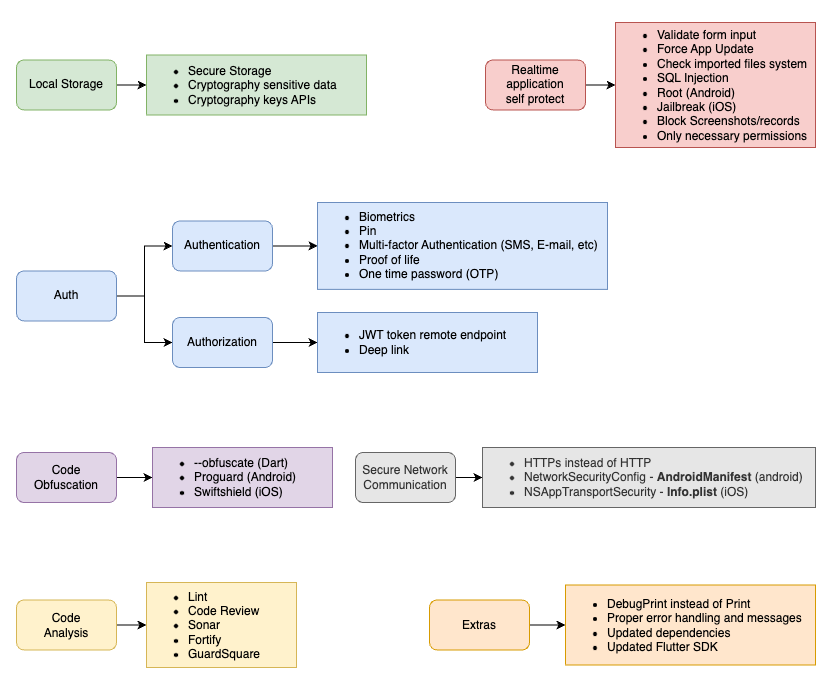 Local Storage
• Secure Storage
• Cryptography sensitive data
• Cryptography keys APIs
Realtime
application
self protect
• Validate form input
• Force App Update
• Check imported files system
• SQL Injection
• Root (Android)
• Jailbreak (iOS)
• Block Screenshots/records
• Only necessary permissions
Auth
Authentication
• Biometrics
• Pin
• Multi-factor Authentication (SMS, E-mail, etc)
• Proof of life
• One time password (OTP)
Authorization
• JWT token remote endpoint
• Deep link
Code
Obfuscation
• --obfuscate (Dart)
• Proguard (Android)
• Swiftshield (iOS)
Secure Network
Communication
• HTTPs instead of HTTP
• NetworkSecurityConfig - AndroidManifest (android)
• NSAppTransportSecurity - Info.plist (iOS)
Code
Analysis
• Lint
• Code Review
• Sonar
• Fortify
• GuardSquare
Extras
• DebugPrint instead of Print
• Proper error handling and messages
• Updated dependencies
• Updated Flutter SDK